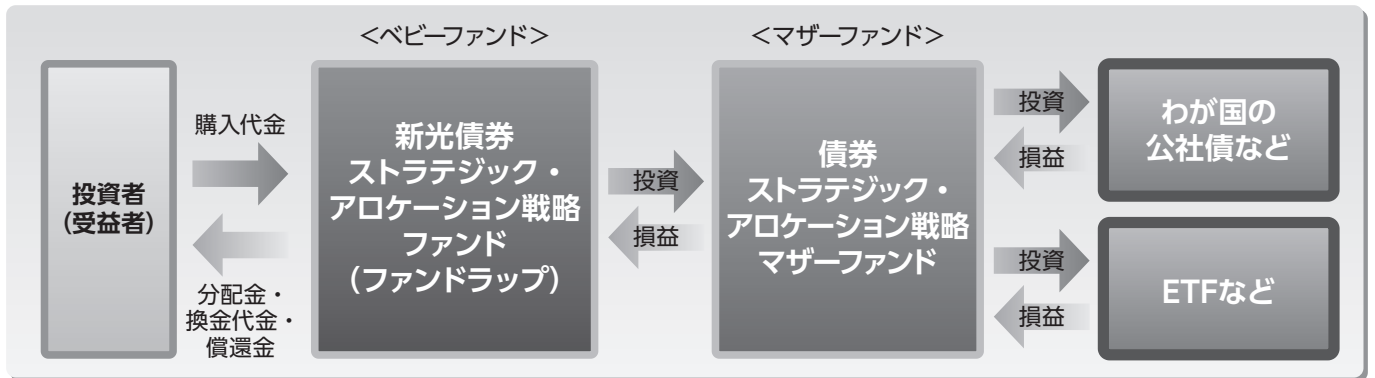 <ベビーファンド>
<マザーファンド>
投資者
(受益者)
購入代金
分配金・
換金代金・
償還金
新光債券
ストラテジック・
アロケーション戦略
ファンド
(ファンドラップ)
投資
損益
債券
ストラテジック・
アロケーション戦略
マザーファンド
投資
損益
わが国の
公社債など
投資
損益
ETFなど